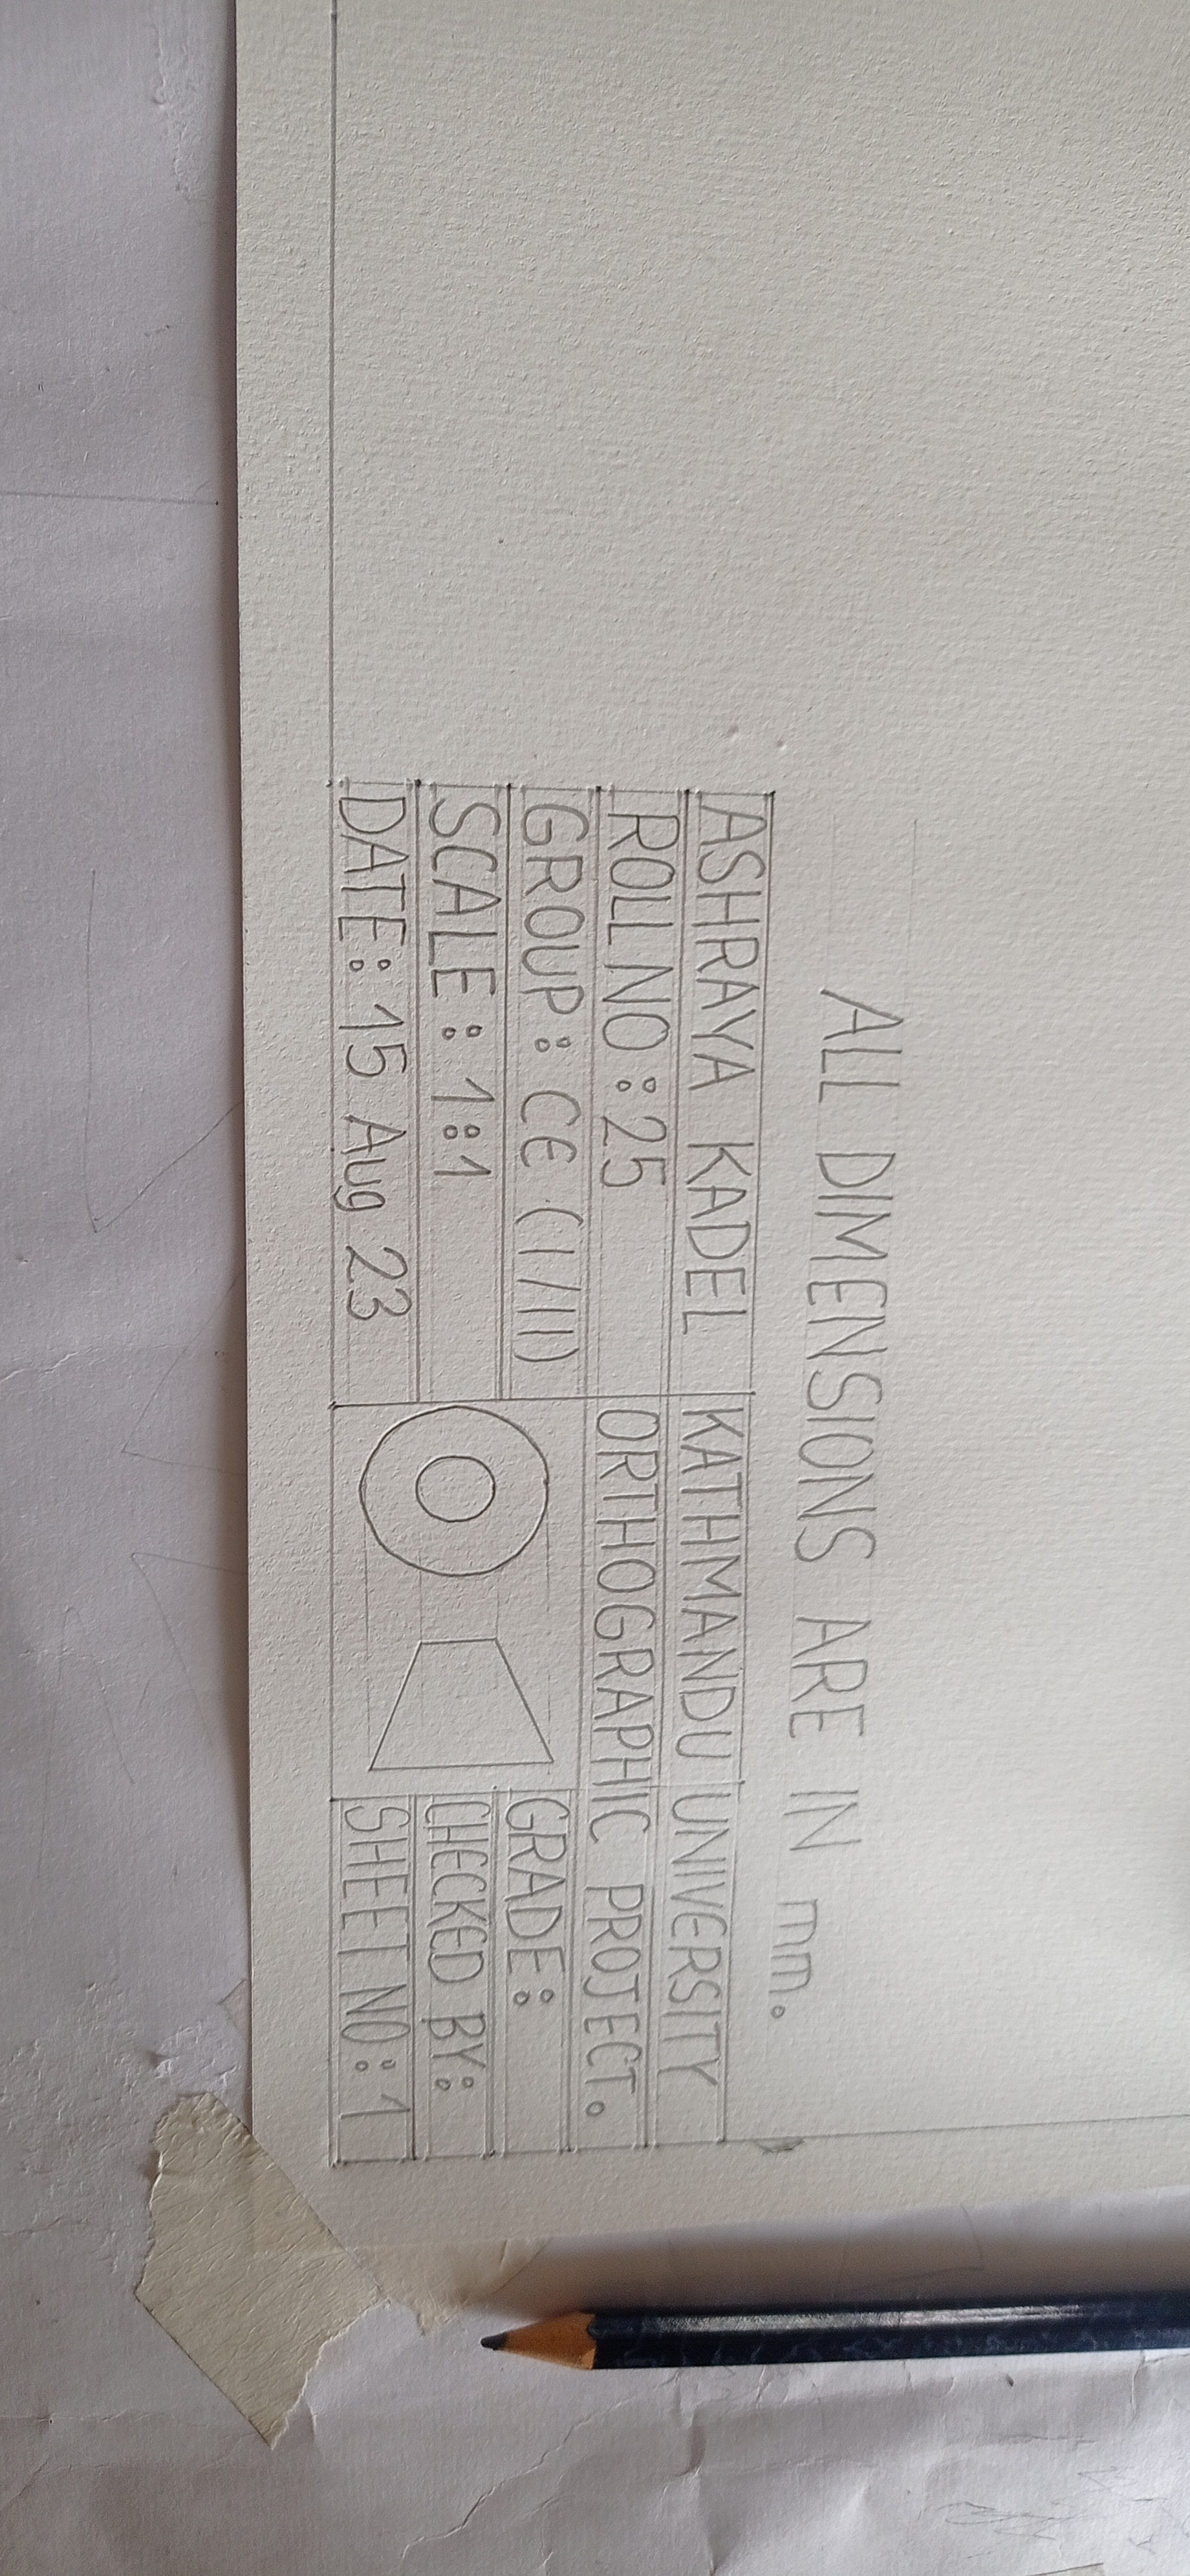 ALL DIMENSIONS ARE IN mm.
ASHRAYA KADEL
ROLL NO : 25
GROUP : CE (I/II)
SCALE : 1:1
DATE : 15 Aug 23
KATHMANDU UNIVERSITY
ORTHOGRAPHIC PROJECT.
GRADE:
CHECKED BY:
SHEET NO : 1